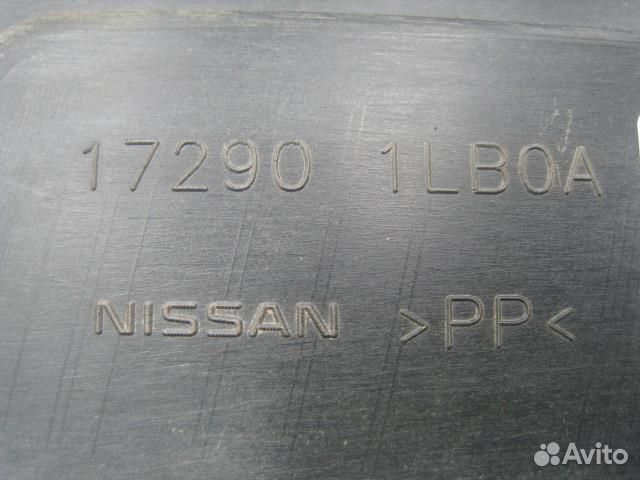 17290 1LB0A
NISSAN >PP<
Avito